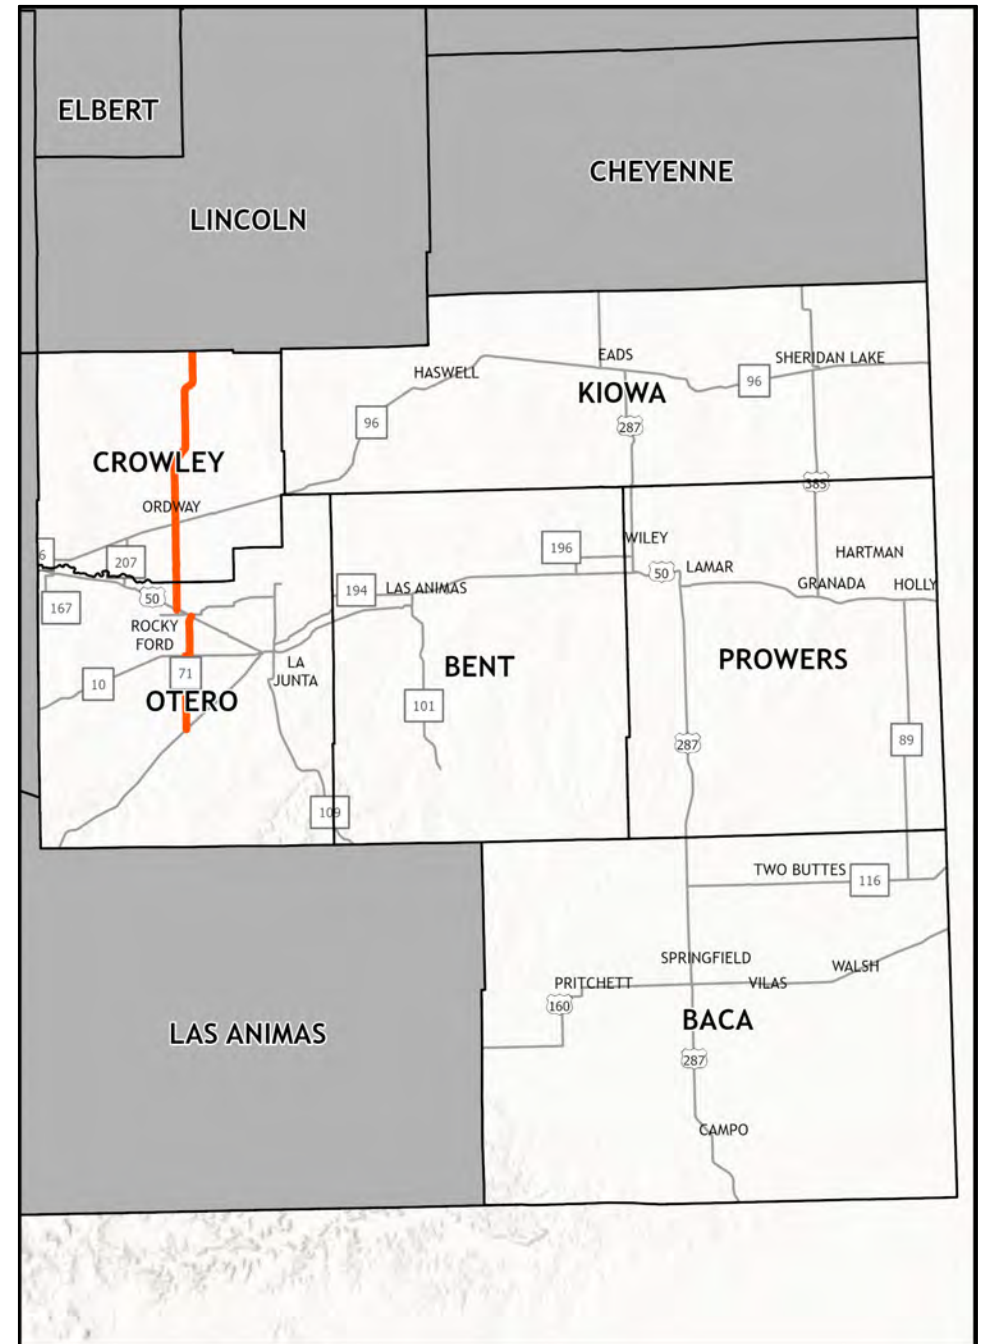 ELBERT
CHEYENNE
LINCOLN
EADS
SHERIDAN LAKE
HASWELL
96
KIOWA
96
287
CROWLEY
385
ORDWAY
6
207
196
WILEY
HARTMAN
50
LAMAR
GRANADA
HOLLY
194
LAS ANIMAS
167
50
ROCKY
FORD
LA
JUNTA
BENT
PROWERS
10
71
OTERO
101
287
89
109
TWO BUTTES
116
SPRINGFIELD
WALSH
PRITCHETT
VILAS
160
BACA
LAS ANIMAS
287
CAMPO